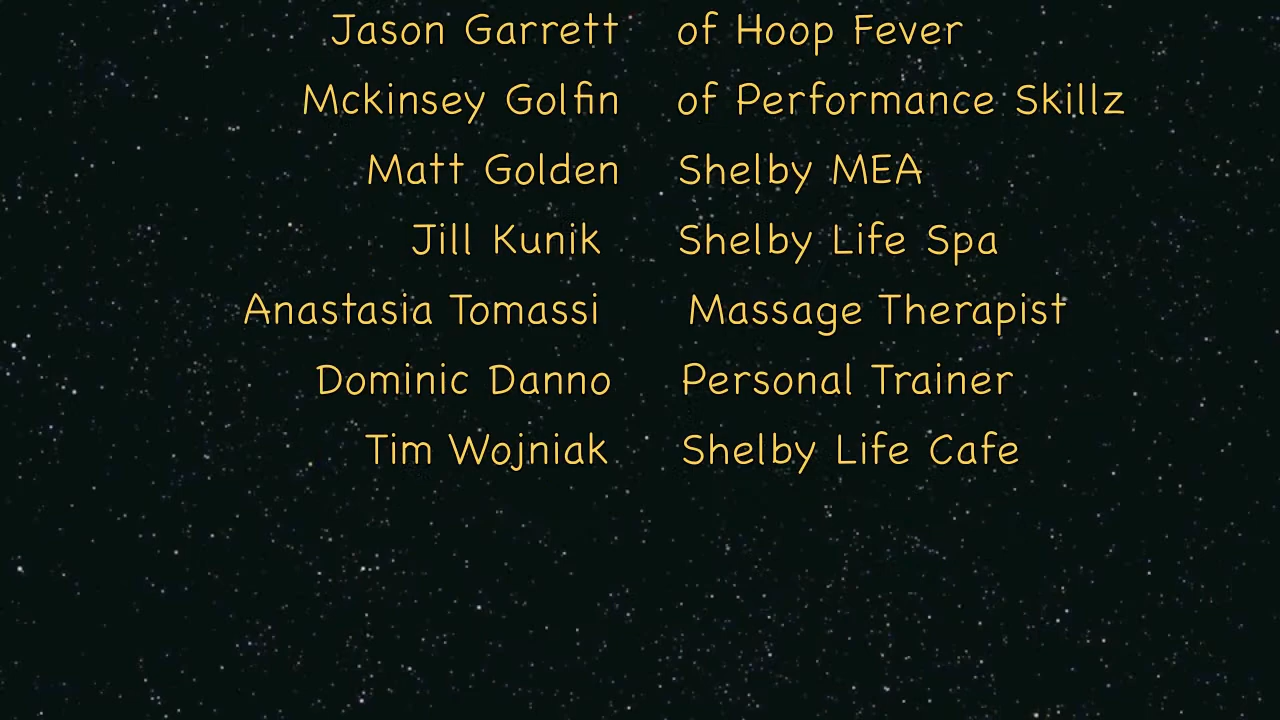 Jason Garrett of Hoop Fever
Mckinsey Golfin of Performance Skillz
Matt Golden Shelby MEA
Jill Kunik Shelby Life Spa
Anastasia Tomassi Massage Therapist
Dominic Danno Personal Trainer
Tim Wojniak Shelby Life Cafe